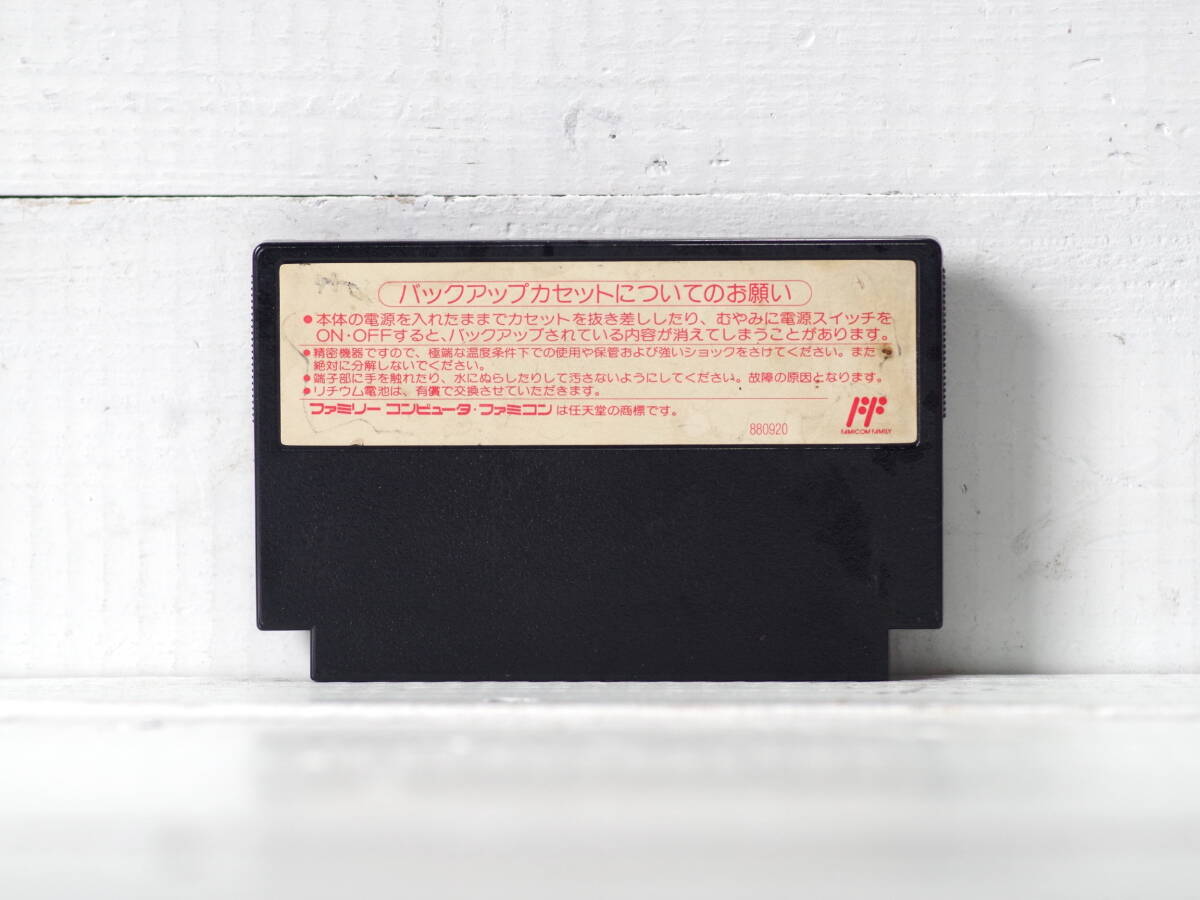 バックアップカセットについてのお願い
●本体の電源を入れたままでカセットを抜き差ししたり、むやみに電源スイッチを
ON・OFFすると、バックアップされている内容が消えてしまうことがあります。
●精密機器ですので、極端な温度条件下での使用や保管および強いショックをさけてください。また
絶対に分解しないでください。
●端子部に手を触れたり、水にぬらしたりして汚さないようにしてください。故障の原因となります。
●リチウム電池は、有償で交換させていただきます。
ファミリー コンピュータ・ファミコン は任天堂の商標です。
880920
FAMICOM FAMILY